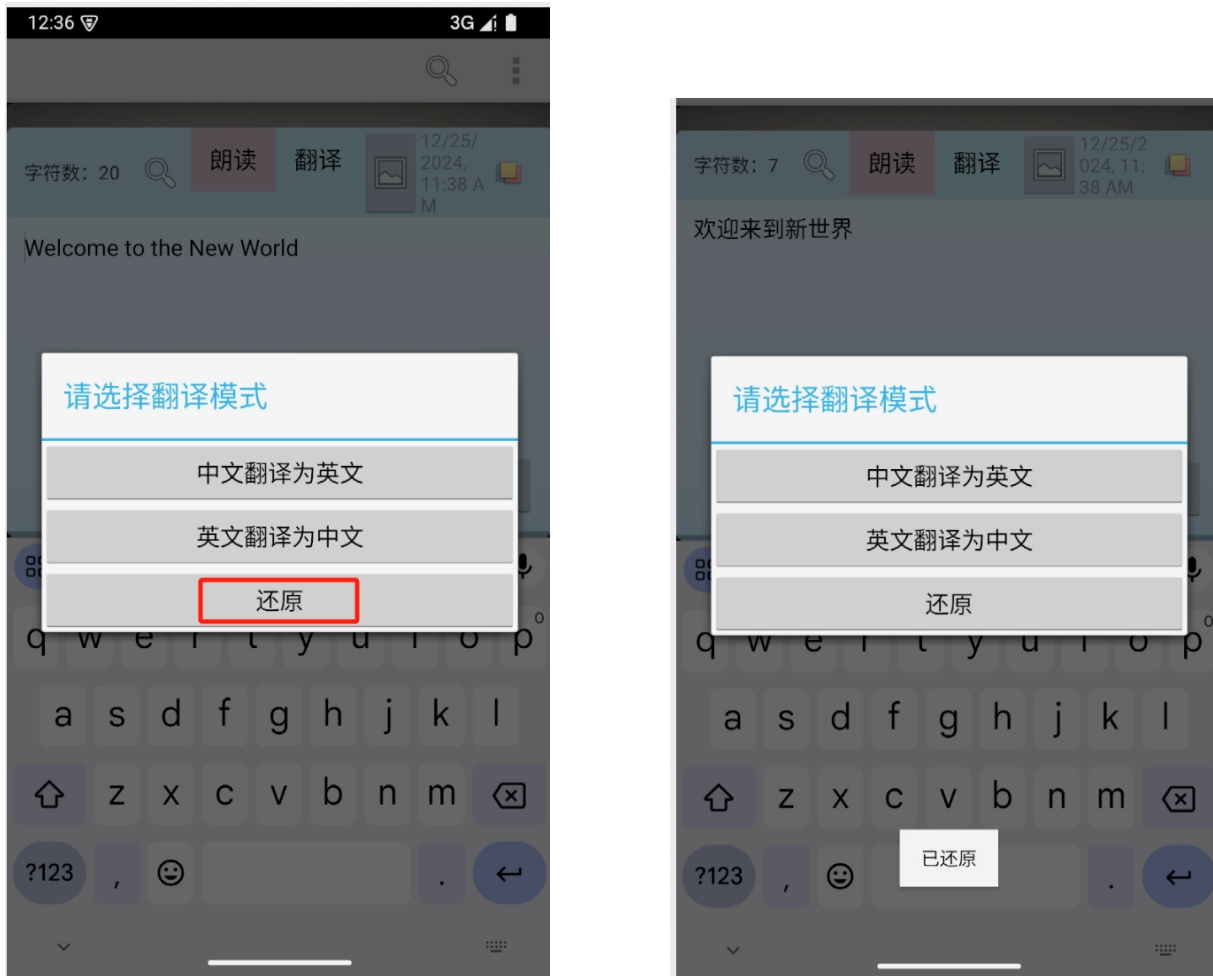 12:36
3G
字符数：20
朗读
翻译
12/25/
2024,
11:38 A
M
Welcome to the New World
请选择翻译模式
中文翻译为英文
英文翻译为中文
还原
q w e r t y u i o p
0
a s d f g h j k l
z x c v b n m
?123 , .
字符数：7
朗读
翻译
12/25/2
024, 11:
38 AM
欢迎来到新世界
请选择翻译模式
中文翻译为英文
英文翻译为中文
还原
q w e r t y u i o p
0
a s d f g h j k l
z x c v b n m
已还原
?123 , .